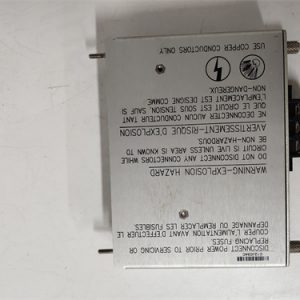 DISCONNECT POWER PRIOR TO SERVICING OR
REPLACING FUSES.
COUPER L'ALIMENTATION AVANT D'EFFECTUER LE
DEPANNAGE OU REMPLACER LES FUSIBLES.
WARNING-EXPLOSION HAZARD
DO NOT DISCONNECT ANY CONNECTORS WHILE
CIRCUIT IS LIVE UNLESS AREA IS KNOWN TO
BE NON-HAZARDOUS.
AVERTISSEMENT-RISQUE D'EXPLOSION
NE DECONNECTER AUCUN CONDUCTEUR TANT
QUE LE CIRCUIT EST SOUS TENSION, SAUF SI
L'EMPLACEMENT EST DESIGNE COMME
NON-DANGEREUX.
USE COPPER CONDUCTORS ONLY